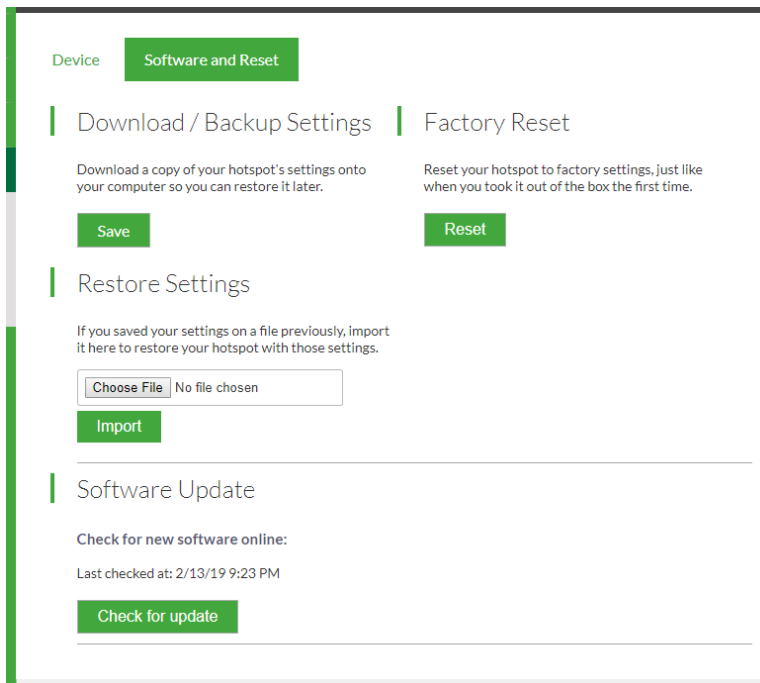 Device
Software and Reset
Download / Backup Settings
Download a copy of your hotspot's settings onto
your computer so you can restore it later.
Save
Factory Reset
Reset your hotspot to factory settings, just like
when you took it out of the box the first time.
Reset
Restore Settings
If you saved your settings on a file previously, import
it here to restore your hotspot with those settings.
Choose File No file chosen
Import
Software Update
Check for new software online:
Last checked at: 2/13/19 9:23 PM
Check for update